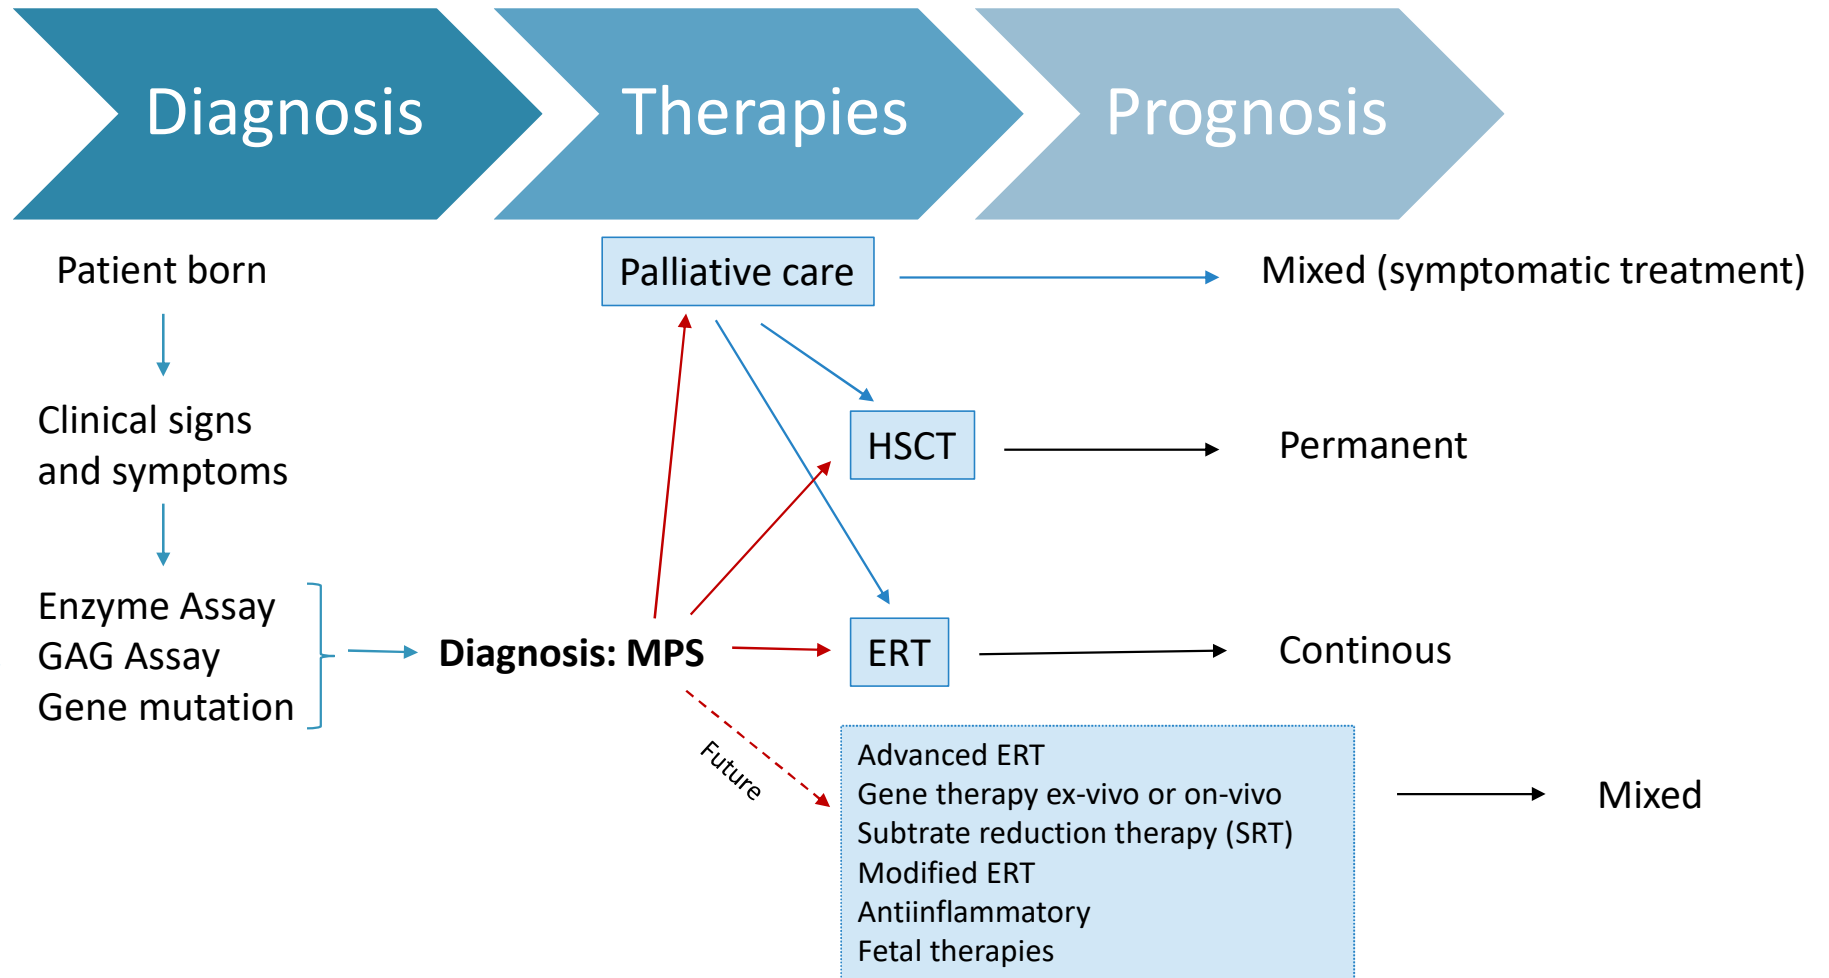 Diagnosis
Therapies
Prognosis
Patient born
Clinical signs
and symptoms
Enzyme Assay
GAG Assay
Gene mutation
Diagnosis: MPS
Palliative care
Mixed (symptomatic treatment)
HSCT
Permanent
ERT
Continous
Future
Advanced ERT
Gene therapy ex-vivo or on-vivo
Subtrate reduction therapy (SRT)
Modified ERT
Antiinflammatory
Fetal therapies
Mixed